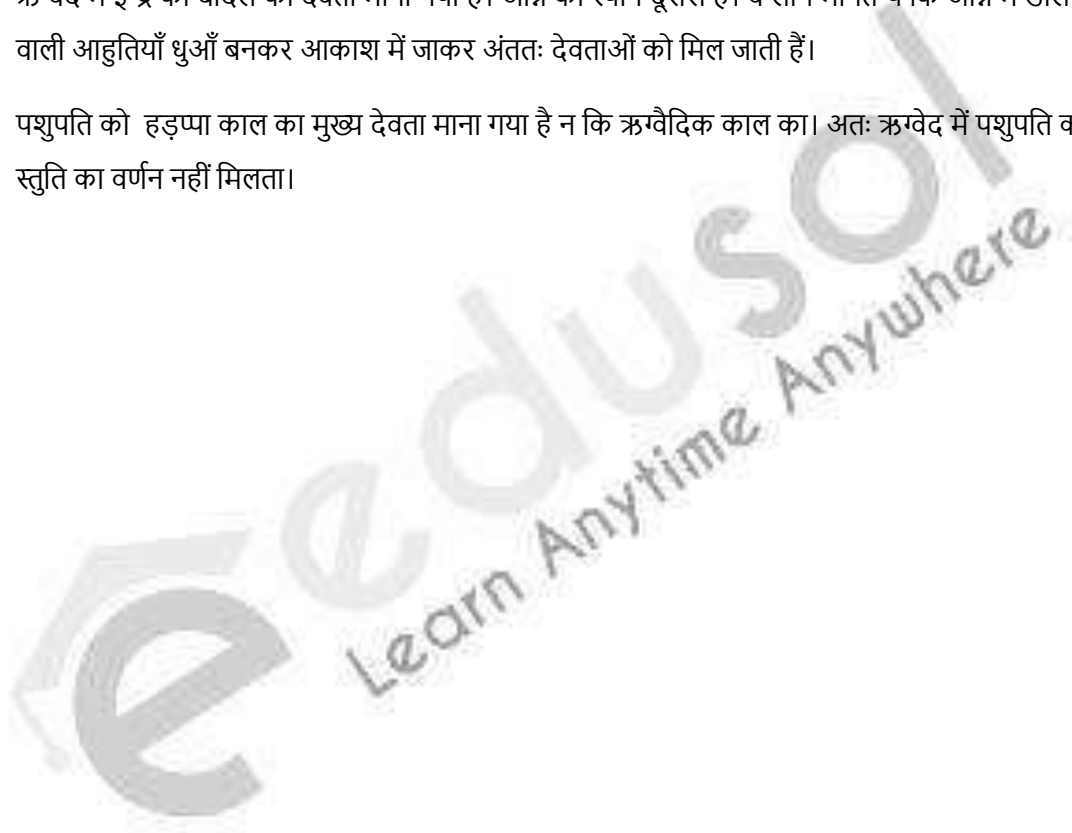 वाली आहुतियाँ धुआँ बनकर आकाश में जाकर अंततः देवताओं को मिल जाती हैं।
पशुपति को हड़प्पा काल का मुख्य देवता माना गया है न कि ऋग्वैदिक काल का। अतः ऋग्वेद में पशुपति
स्तुति का वर्णन नहीं मिलता।
edusol
Learn Anytime Anywhere